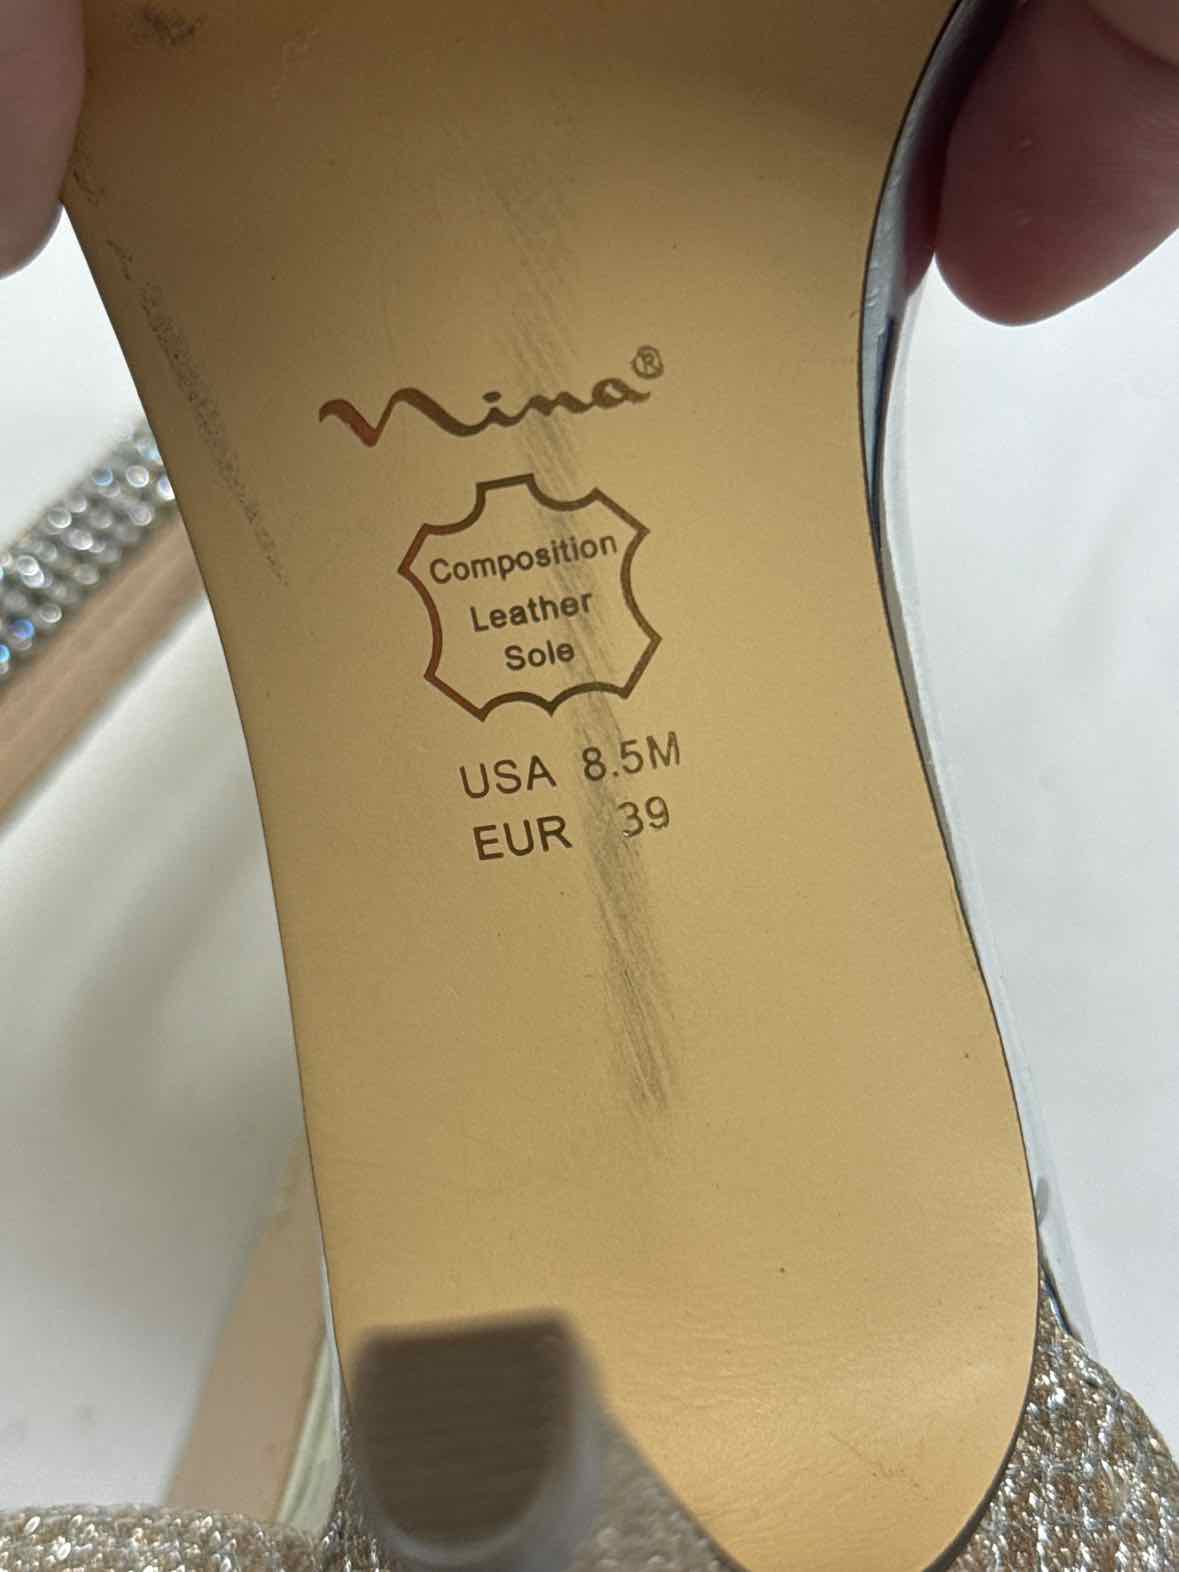 nina®
Composition
Leather
Sole
USA 8.5M
EUR 39